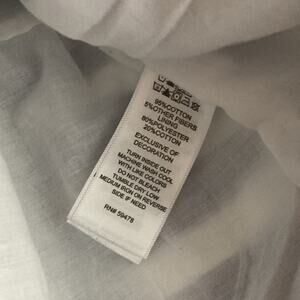 95%COTTON
5%OTHER FIBERS
LINING
80%POLYESTER
20%COTTON
EXCLUSIVE OF
DECORATION
TURN INSIDE OUT
MACHINE WASH COOL
WITH LIKE COLORS
DO NOT BLEACH
TUMBLE DRY LOW
MEDIUM IRON ON REVERSE
SIDE IF NEED
RN# 59478